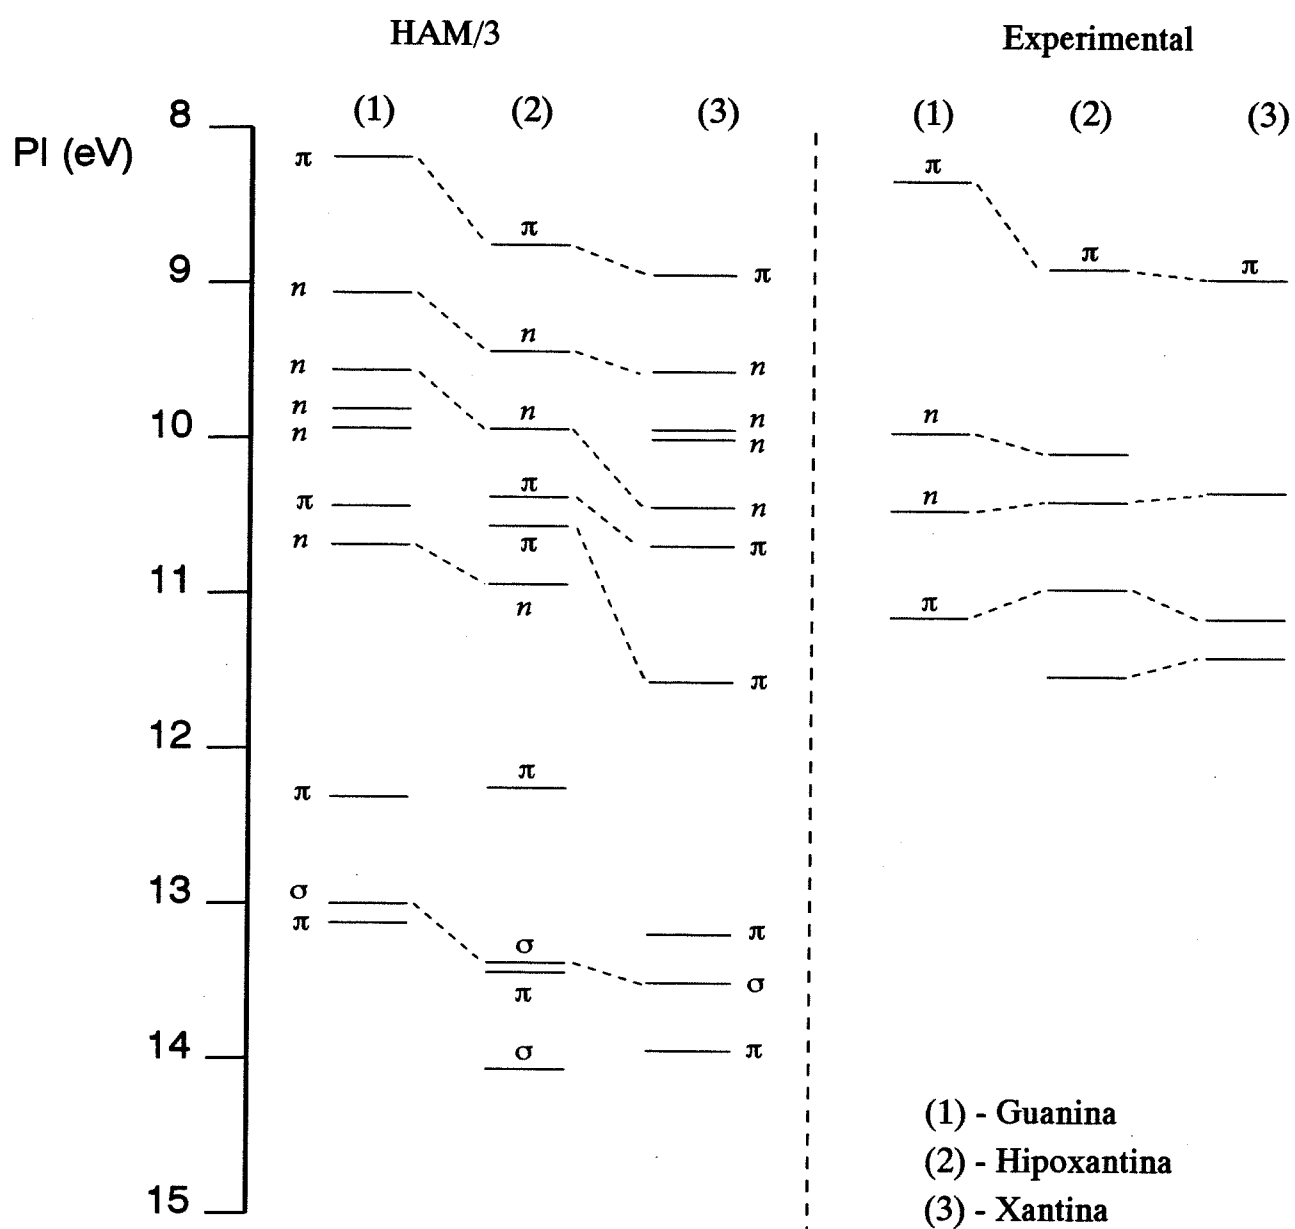 HAM/3
Experimental
(1) (2) (3) (1) (2) (3)
8
PI (eV)
π π
π π π π
9
n
n
n n
n n n
n n n
10
n
π π n n
n π π
n
11
n π
π
12
π π
13
σ
π σ π
π σ
14
σ π
(1) - Guanina
(2) - Hipoxantina
(3) - Xantina
15